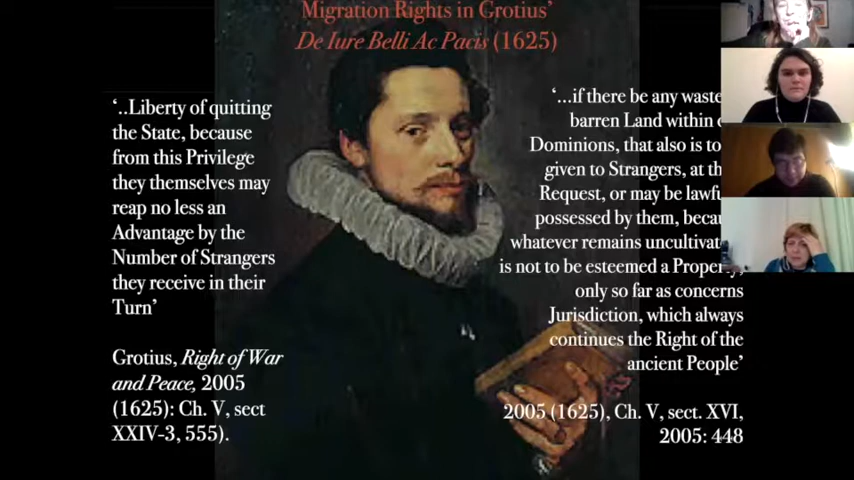 Migration Rights in Grotius'
De Iure Belli Ac Pacis (1625)
'..Liberty of quitting
the State, because
from this Privilege
they themselves may
reap no less an
Advantage by the
Number of Strangers
they receive in their
Turn'
Grotius, Right of War
and Peace, 2005
(1625): Ch. V, sect
XXIV-3, 555).
'...if there be any waste
barren Land within
Dominions, that also is to
given to Strangers, at
Request, or may be
possessed by them,
whatever remains
is not to be esteemed a Property,
only so far as concerns
Jurisdiction, which always
continues the Right of the
ancient People'
2005 (1625), Ch. V, sect. XVI,
2005: 448